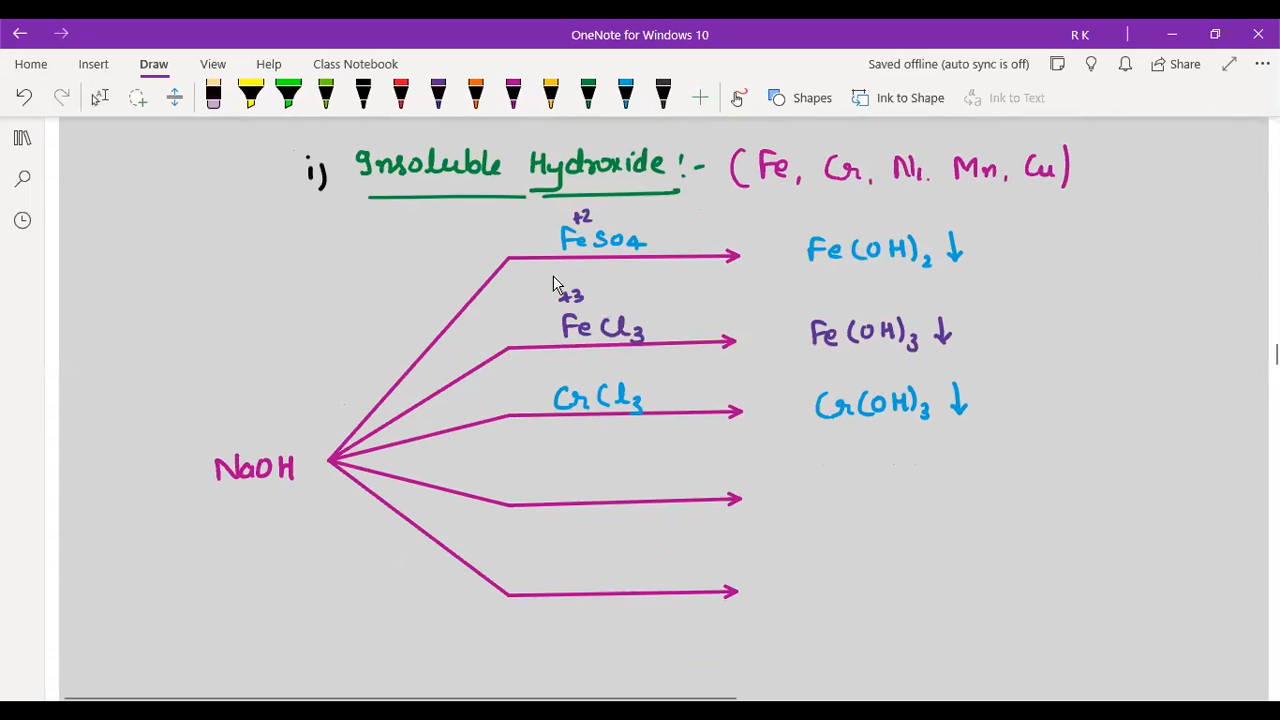 OneNote for Windows 10
R K
Home Insert Draw View Help Class Notebook
Saved offline (auto sync is off) Share
Shapes Ink to Shape Ink to Text
i) Insoluble Hydroxide :- (Fe, Cr, Ni. Mn, Cu)
+2
FeSO4 Fe(OH)2 ↓
+3
FeCl3 Fe(OH)3 ↓
CrCl3 Cr(OH)3 ↓
NaOH